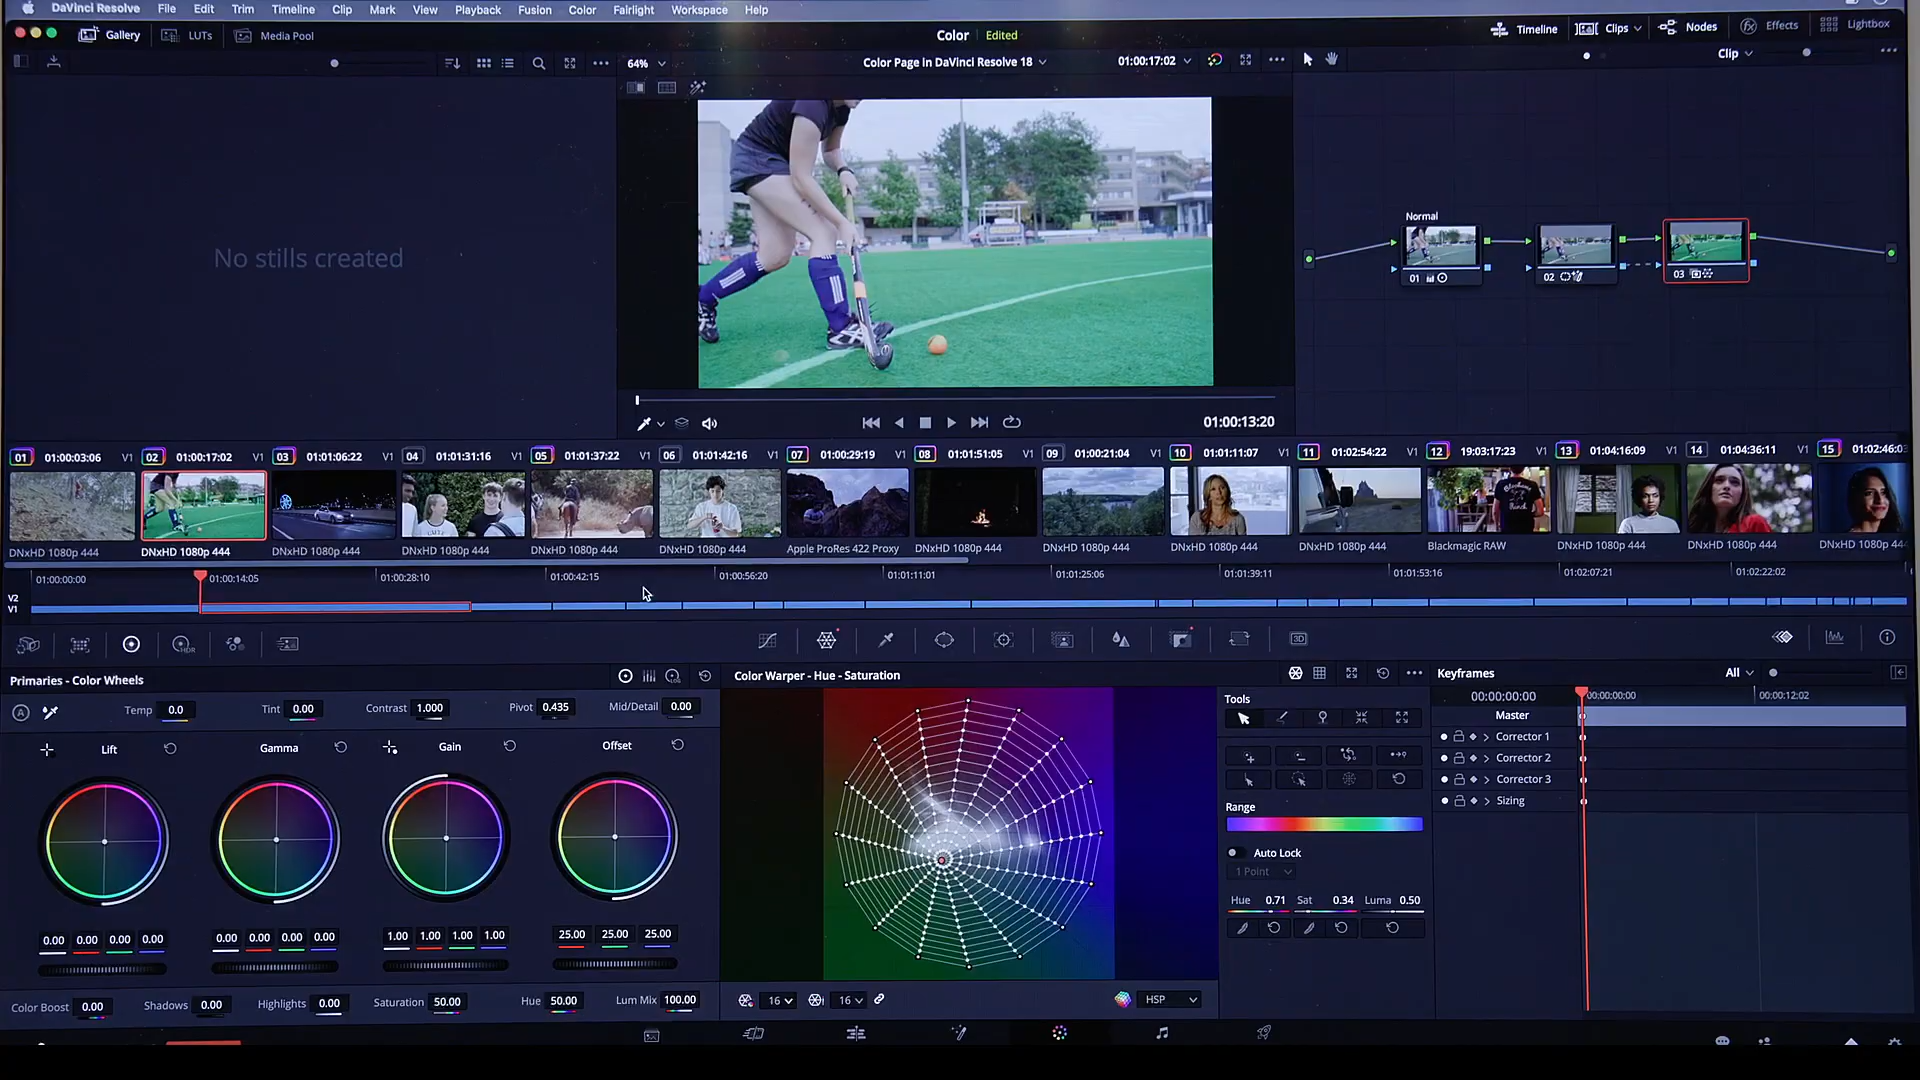 DaVinci Resolve File Edit Trim Timeline Clip Mark View Playback Fusion Color Fairlight Workspace Help
Gallery LUTs Media Pool Color Edited Timeline Clips Nodes Effects Lightbox
64% Color Page in DaVinci Resolve 18 01:00:17:02 Clip
No stills created
Normal
01 02 03
01:00:13:20
01 01:00:03:06 V1 02 01:00:17:02 V1 03 01:01:06:22 V1 04 01:01:31:16 V1 05 01:01:37:22 V1 06 01:01:42:16 V1 07 01:00:29:19 V1 08 01:01:51:05 V1 09 01:00:21:04 V1 10 01:01:11:07 V1 11 01:02:54:22 V1 12 19:03:17:23 V1 13 01:04:16:09 V1 14 01:04:36:11 V1 15 01:02:46:0
DNxHD 1080p 444 DNxHD 1080p 444 DNxHD 1080p 444 DNxHD 1080p 444 DNxHD 1080p 444 DNxHD 1080p 444 Apple ProRes 422 Proxy DNxHD 1080p 444 DNxHD 1080p 444 DNxHD 1080p 444 DNxHD 1080p 444 Blackmagic RAW DNxHD 1080p 444 DNxHD 1080p 444 DNxHD 1080p 444
01:00:00:00 01:00:14:05 01:00:28:10 01:00:42:15 01:00:56:20 01:01:11:01 01:01:25:06 01:01:39:11 01:01:53:16 01:02:07:21 01:02:22:02
V2
V1
HDR 3D
Primaries - Color Wheels LOG
A Temp 0.0 Tint 0.00 Contrast 1.000 Pivot 0.435 Mid/Detail 0.00
Lift Gamma Gain Offset
0.00 0.00 0.00 0.00 0.00 0.00 0.00 0.00 1.00 1.00 1.00 1.00 25.00 25.00 25.00
Color Boost 0.00 Shadows 0.00 Highlights 0.00 Saturation 50.00 Hue 50.00 Lum Mix 100.00
Color Warper - Hue - Saturation
Tools
Range
Auto Lock
1 Point
Hue 0.71 Sat 0.34 Luma 0.50
16 16 HSP
Keyframes All
00:00:00:00 00:00:00:00 00:00:12:02
Master
Corrector 1
Corrector 2
Corrector 3
Sizing